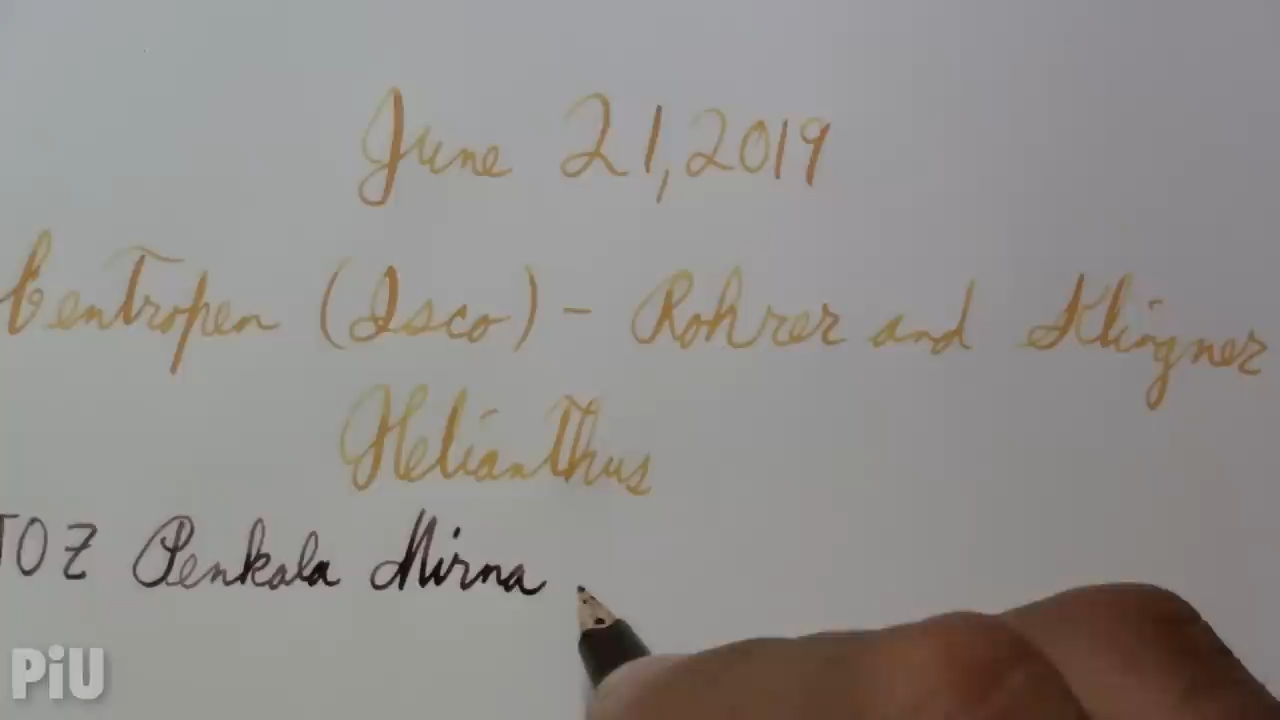 June 21, 2019
Centropen (Isco) - Rohrer and Klingner
Helianthus
TOZ Penkala Mirna
PiU